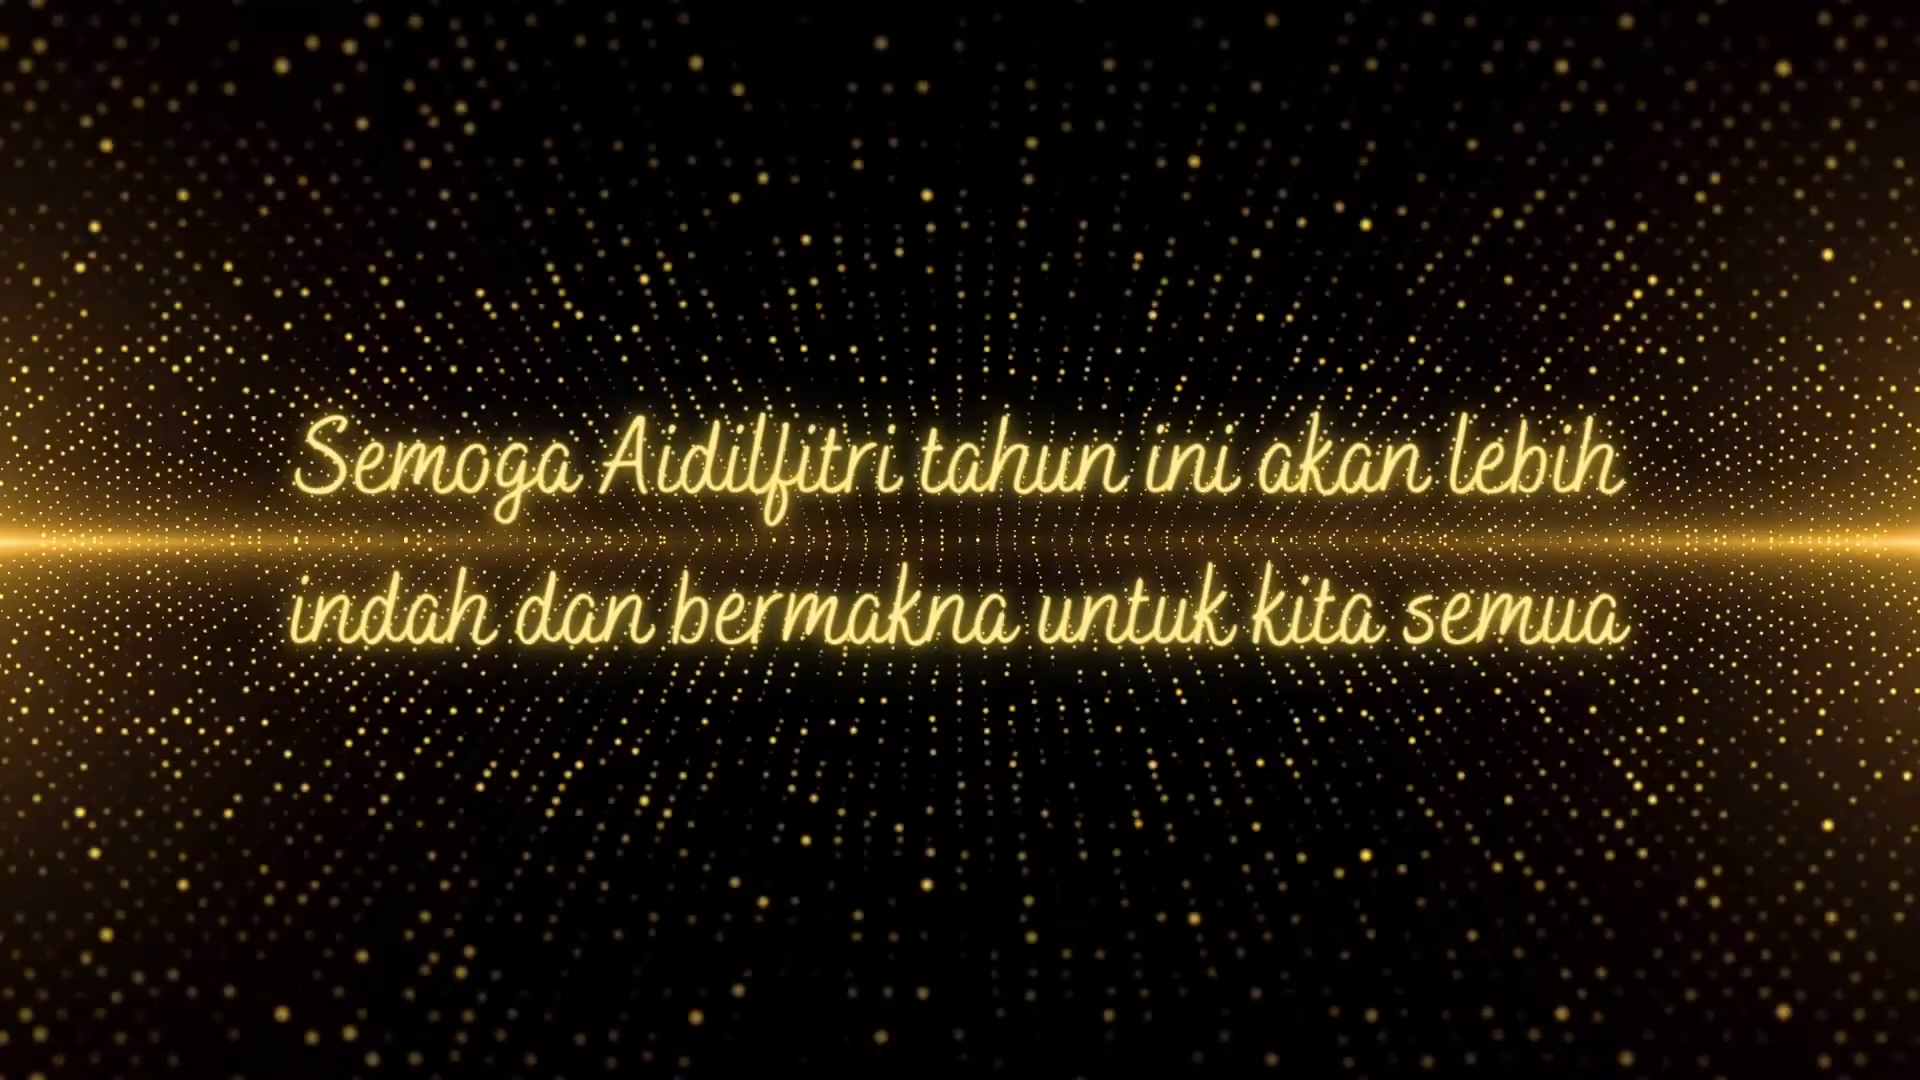 Semoga Aidilfitri tahun ini akan lebih
indah dan bermakna untuk kita semua